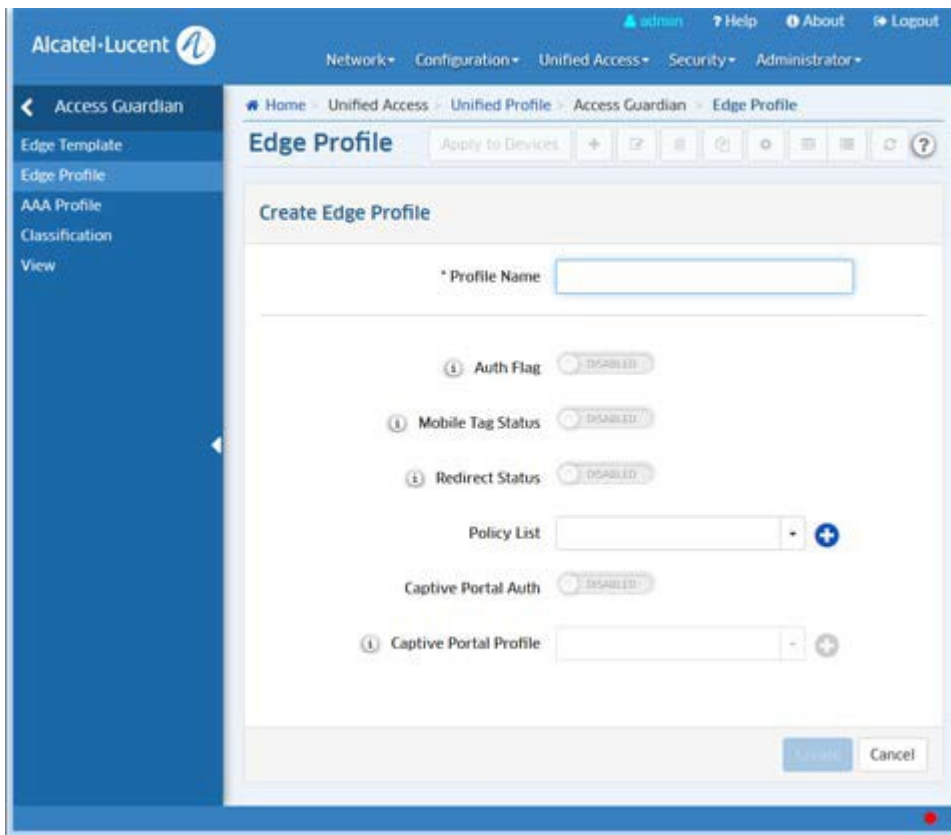 admin ? Help About Logout
Alcatel·Lucent
Network Configuration Unified Access Security Administrator
Access Guardian
Home Unified Access Unified Profile Access Guardian Edge Profile
Edge Template
Edge Profile
AAA Profile
Classification
View
Edge Profile Apply to Devices ?
Create Edge Profile
* Profile Name
Auth Flag DISABLED
Mobile Tag Status DISABLED
Redirect Status DISABLED
Policy List
Captive Portal Auth DISABLED
Captive Portal Profile
Create Cancel